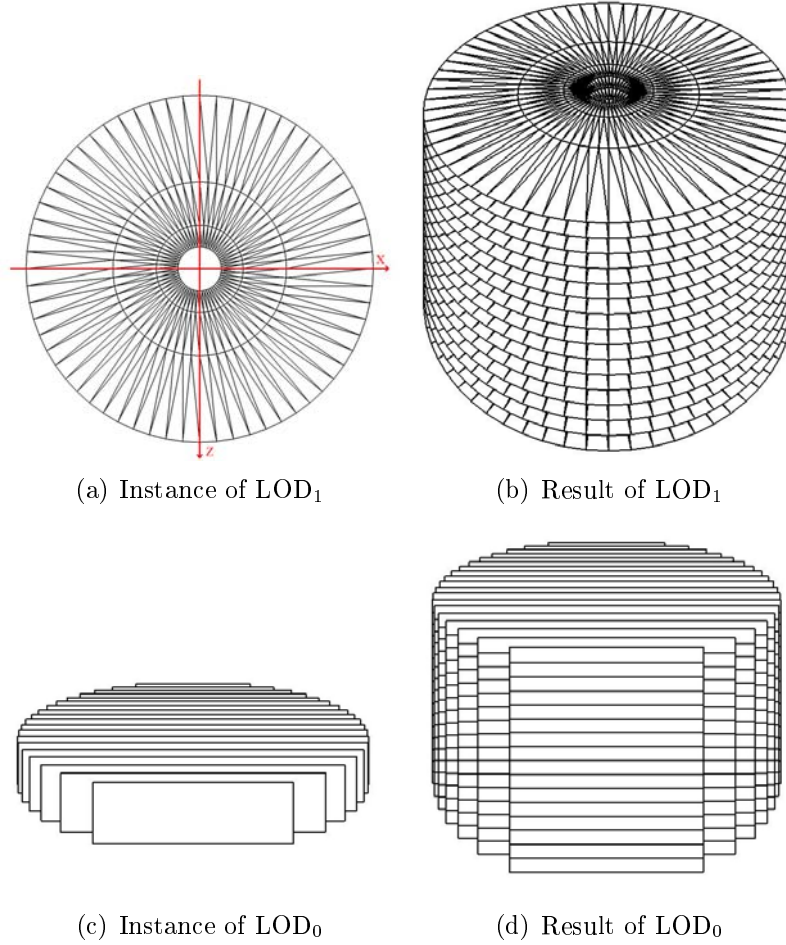 X
Z
(a) Instance of LOD₁
(b) Result of LOD₁
(c) Instance of LOD₀
(d) Result of LOD₀